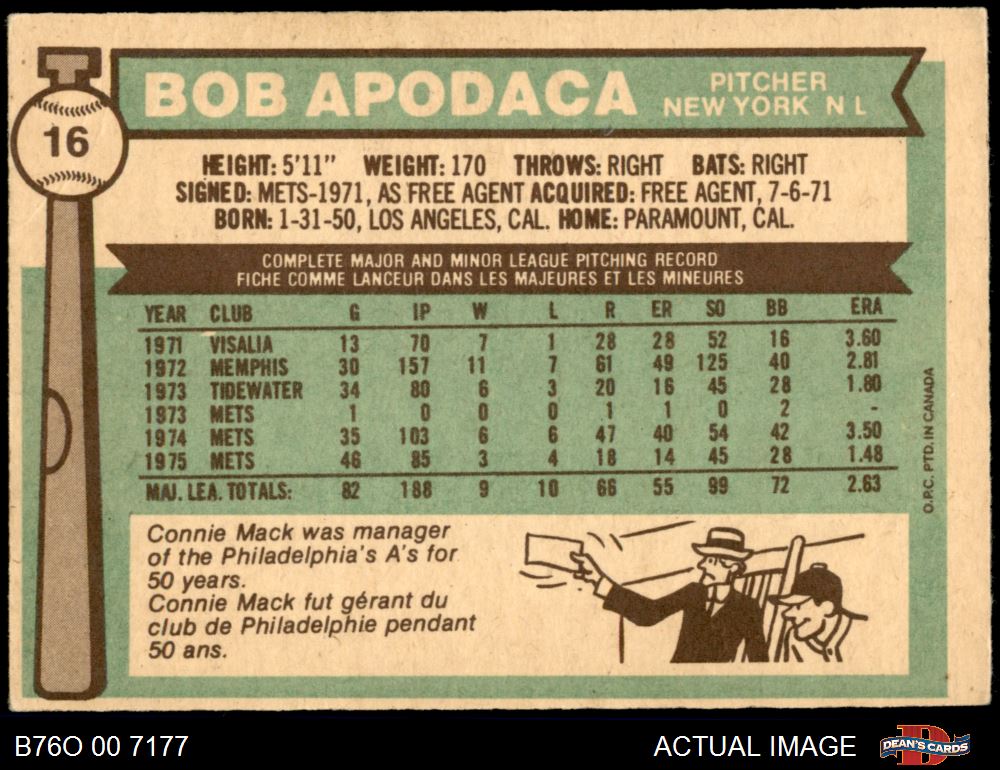 16
BOB APODACA
PITCHER
NEW YORK N L
HEIGHT: 5'11" WEIGHT: 170 THROWS: RIGHT BATS: RIGHT
SIGNED: METS-1971, AS FREE AGENT ACQUIRED: FREE AGENT, 7-6-71
BORN: 1-31-50, LOS ANGELES, CAL. HOME: PARAMOUNT, CAL.
COMPLETE MAJOR AND MINOR LEAGUE PITCHING RECORD
FICHE COMME LANCEUR DANS LES MAJEURES ET LES MINEURES
YEAR CLUB G IP W L R ER SO BB ERA
1971 VISALIA 13 70 7 1 28 28 52 16 3.60
1972 MEMPHIS 30 157 11 7 61 49 125 40 2.81
1973 TIDEWATER 34 80 6 3 20 16 45 28 1.80
1973 METS 1 0 0 0 1 1 0 2 -
1974 METS 35 103 6 6 47 40 54 42 3.50
1975 METS 46 85 3 4 18 14 45 28 1.48
MAJ. LEA. TOTALS: 82 188 9 10 66 55 99 72 2.63
O.P.C. PTD. IN CANADA
Connie Mack was manager
of the Philadelphia's A's for
50 years.
Connie Mack fut gérant du
club de Philadelphie pendant
50 ans.
B76O 00 7177
ACTUAL IMAGE
D
DEAN'S CARDS